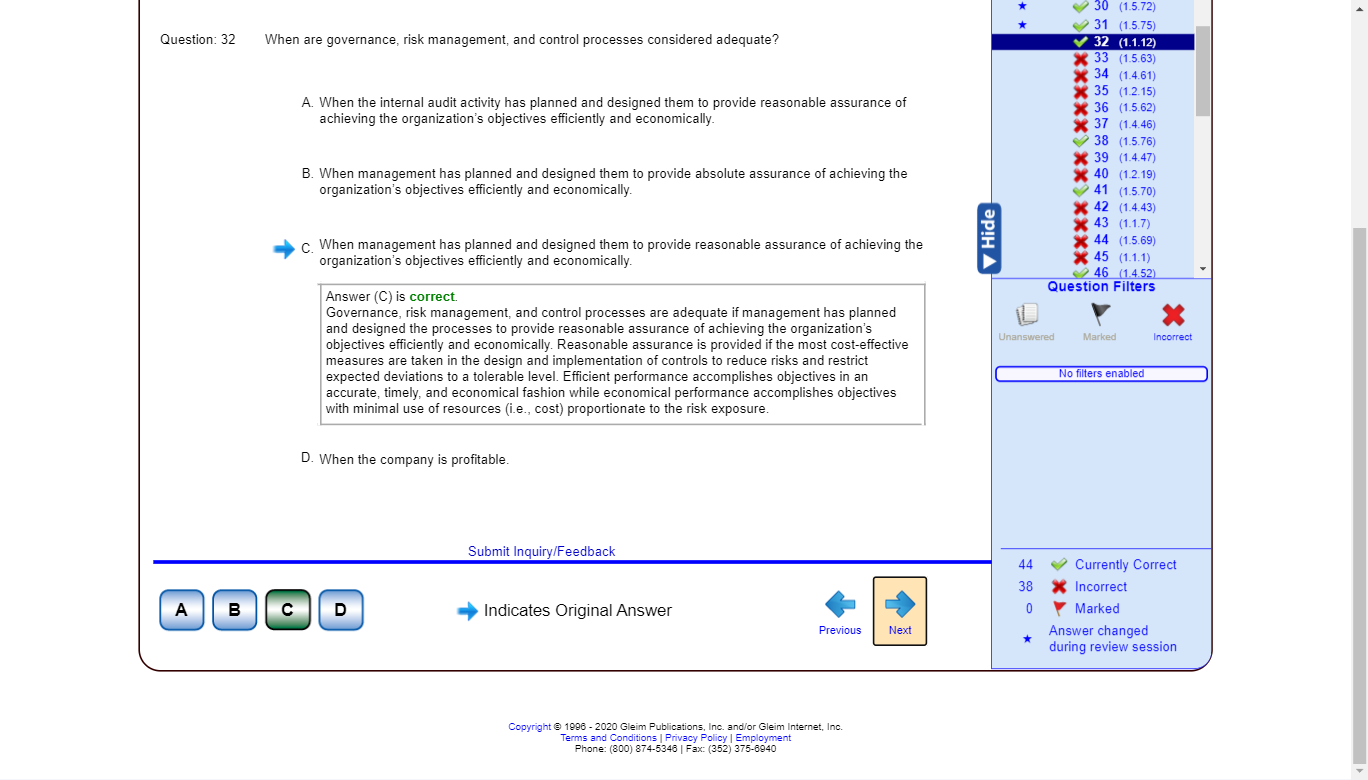 Question: 32
When are governance, risk management, and control processes considered adequate?
A. When the internal audit activity has planned and designed them to provide reasonable assurance of
achieving the organization's objectives efficiently and economically.
B. When management has planned and designed them to provide absolute assurance of achieving the
organization's objectives efficiently and economically.
C. When management has planned and designed them to provide reasonable assurance of achieving the
organization's objectives efficiently and economically.
Answer (C) is correct.
Governance, risk management, and control processes are adequate if management has planned
and designed the processes to provide reasonable assurance of achieving the organization's
objectives efficiently and economically. Reasonable assurance is provided if the most cost-effective
measures are taken in the design and implementation of controls to reduce risks and restrict
expected deviations to a tolerable level. Efficient performance accomplishes objectives in an
accurate, timely, and economical fashion while economical performance accomplishes objectives
with minimal use of resources (i.e., cost) proportionate to the risk exposure.
D. When the company is profitable.
Submit Inquiry/Feedback
A
B
C
D
Indicates Original Answer
Previous
Next
30 (1.5.72)
31 (1.5.75)
32 (1.1.12)
33 (1.5.63)
34 (1.4.61)
35 (1.2.15)
36 (1.5.62)
37 (1.4.46)
38 (1.5.76)
39 (1.4.47)
40 (1.2.19)
41 (1.5.70)
42 (1.4.43)
43 (1.1.7)
44 (1.5.69)
45 (1.1.1)
46 (1.4.52)
Hide
Question Filters
Unanswered
Marked
Incorrect
No filters enabled
44 Currently Correct
38 Incorrect
0 Marked
Answer changed
during review session
Copyright © 1996 - 2020 Gleim Publications, Inc. and/or Gleim Internet, Inc.
Terms and Conditions | Privacy Policy | Employment
Phone: (800) 874-5346 | Fax: (352) 375-6940